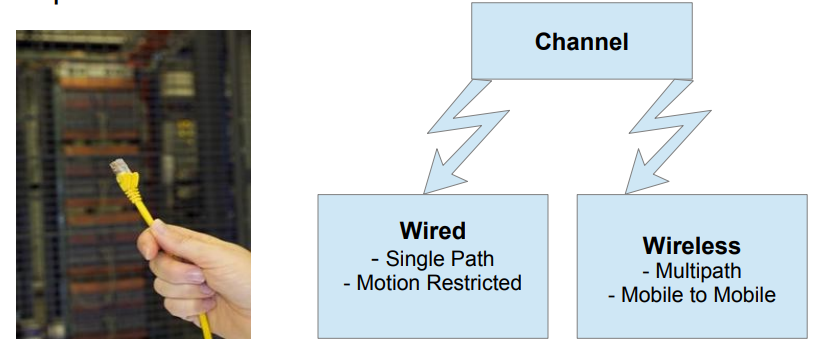 Channel
Wired
- Single Path
- Motion Restricted
Wireless
- Multipath
- Mobile to Mobile